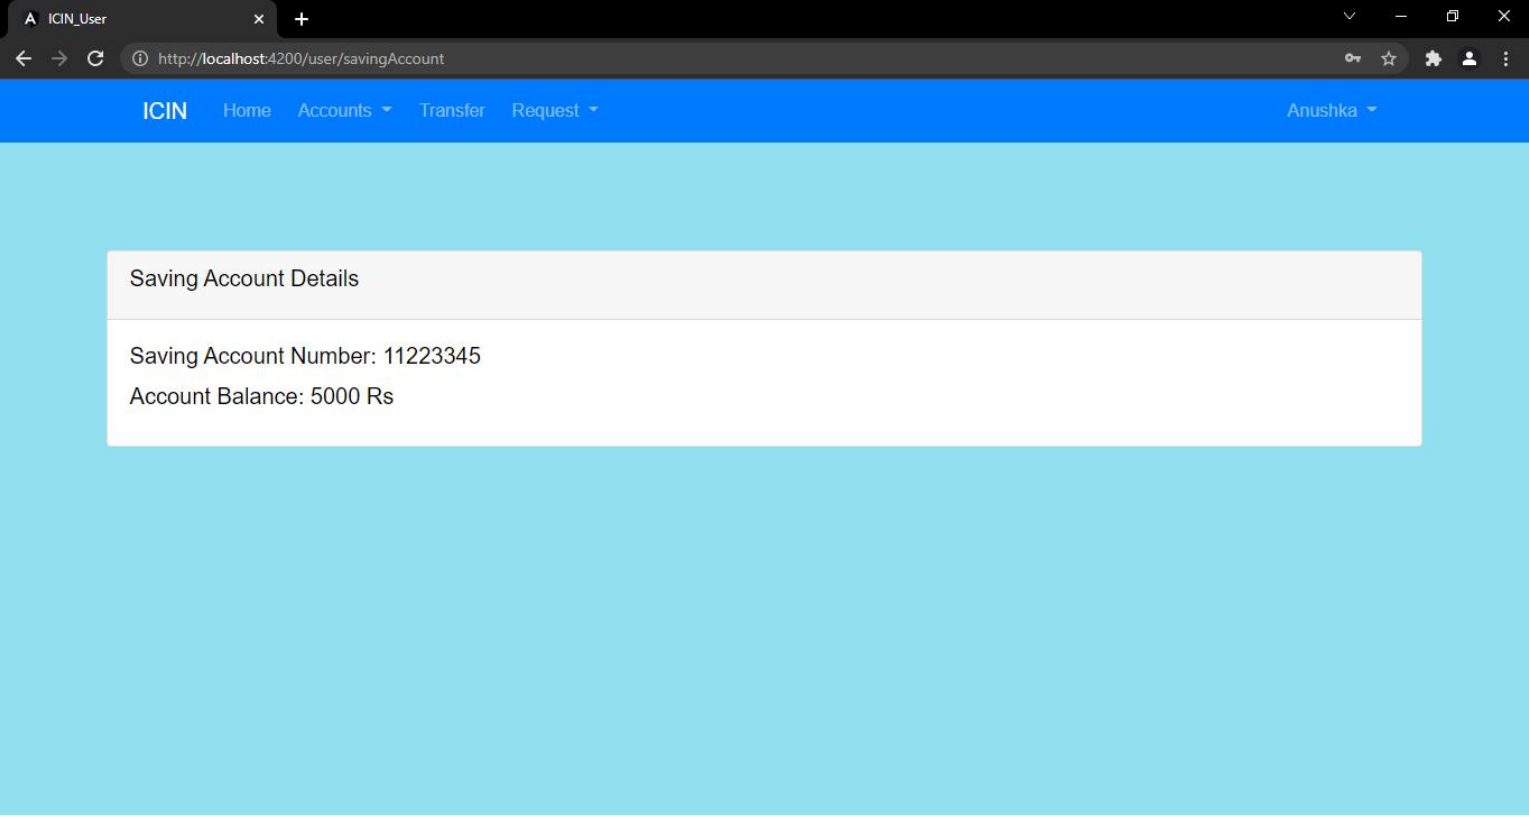 ICIN_User
http://localhost:4200/user/savingAccount
ICIN Home Accounts Transfer Request Anushka
Saving Account Details
Saving Account Number: 11223345
Account Balance: 5000 Rs